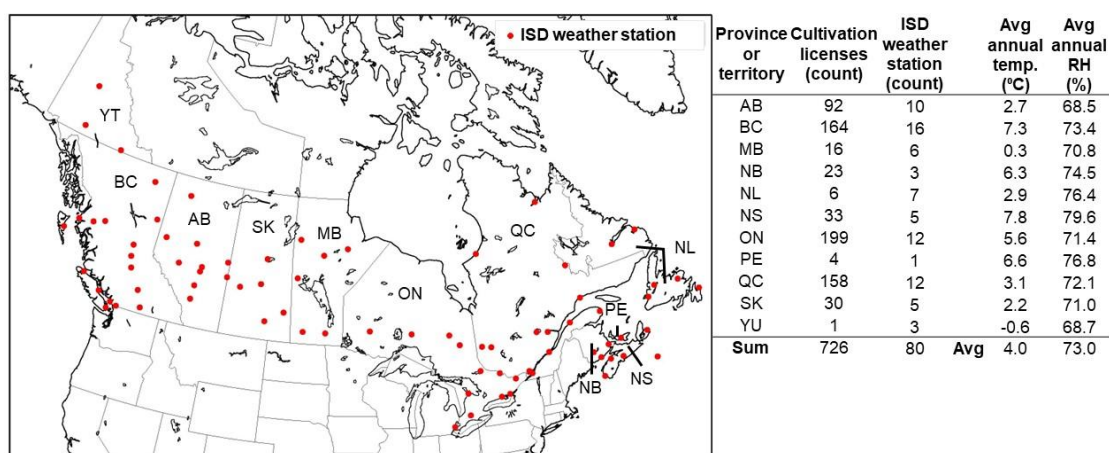 ISD weather station
YT
BC
AB
SK
MB
ON
QC
NL
PE
NB
NS
Province or territory Cultivation licenses (count) ISD weather station (count) Avg annual temp. (ºC) Avg annual RH (%)
AB 92 10 2.7 68.5
BC 164 16 7.3 73.4
MB 16 6 0.3 70.8
NB 23 3 6.3 74.5
NL 6 7 2.9 76.4
NS 33 5 7.8 79.6
ON 199 12 5.6 71.4
PE 4 1 6.6 76.8
QC 158 12 3.1 72.1
SK 30 5 2.2 71.0
YU 1 3 -0.6 68.7
Sum 726 80 Avg 4.0 73.0